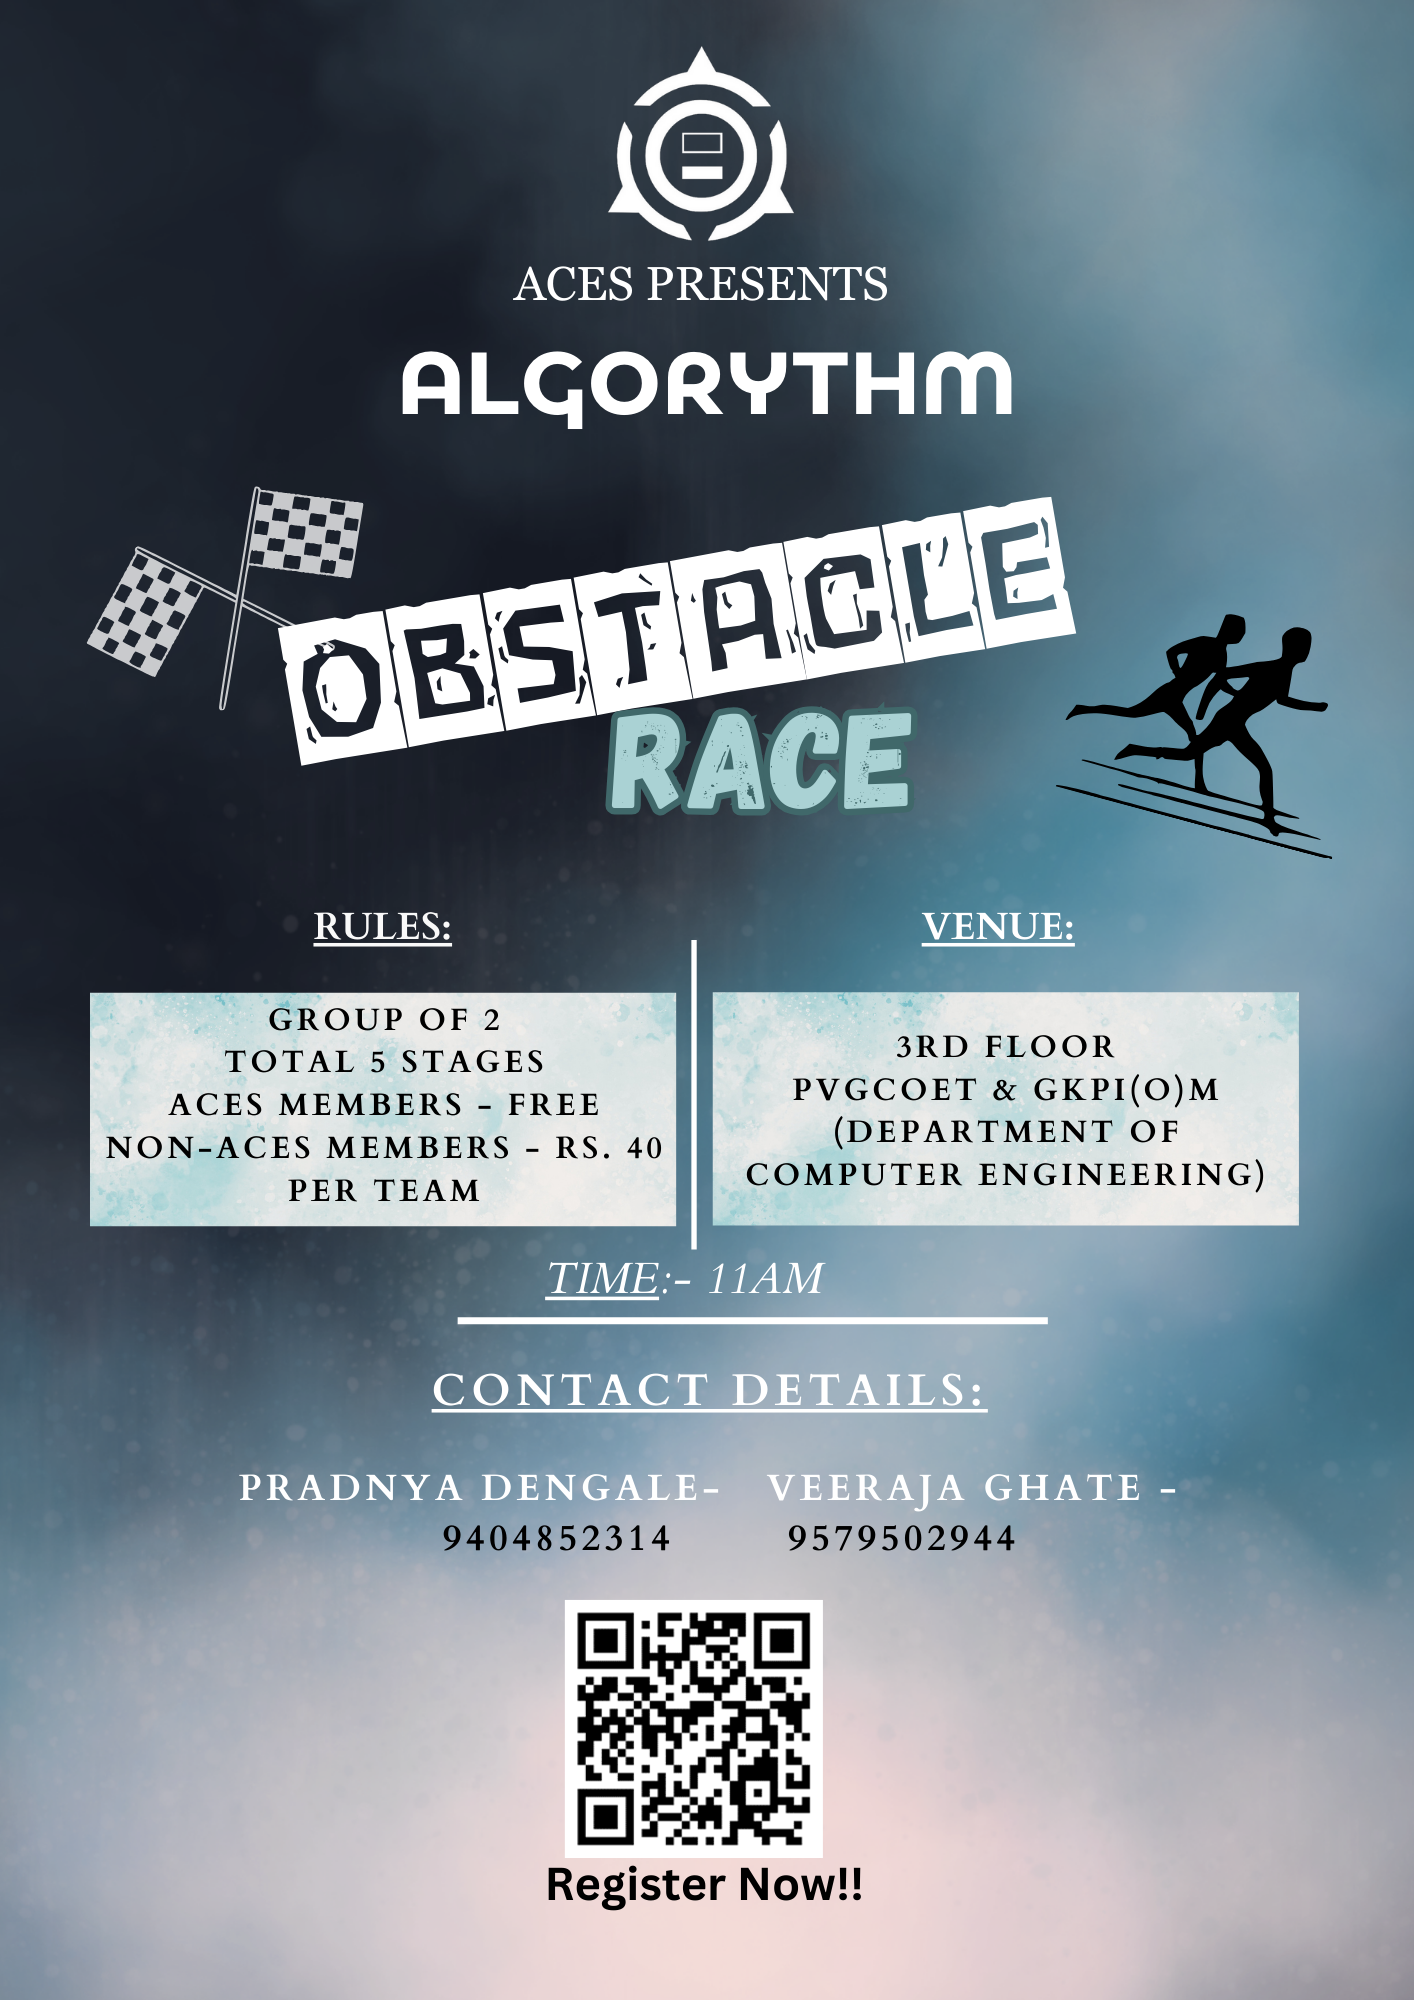 ACES PRESENTS
ALGORYTHM
OBSTACLE
RACE
RULES:
GROUP OF 2
TOTAL 5 STAGES
ACES MEMBERS - FREE
NON-ACES MEMBERS - RS. 40
PER TEAM
VENUE:
3RD FLOOR
PVGCOET & GKPI(O)M
(DEPARTMENT OF
COMPUTER ENGINEERING)
TIME:- 11AM
CONTACT DETAILS:
PRADNYA DENGALE-
9404852314
VEERAJA GHATE -
9579502944
Register Now!!